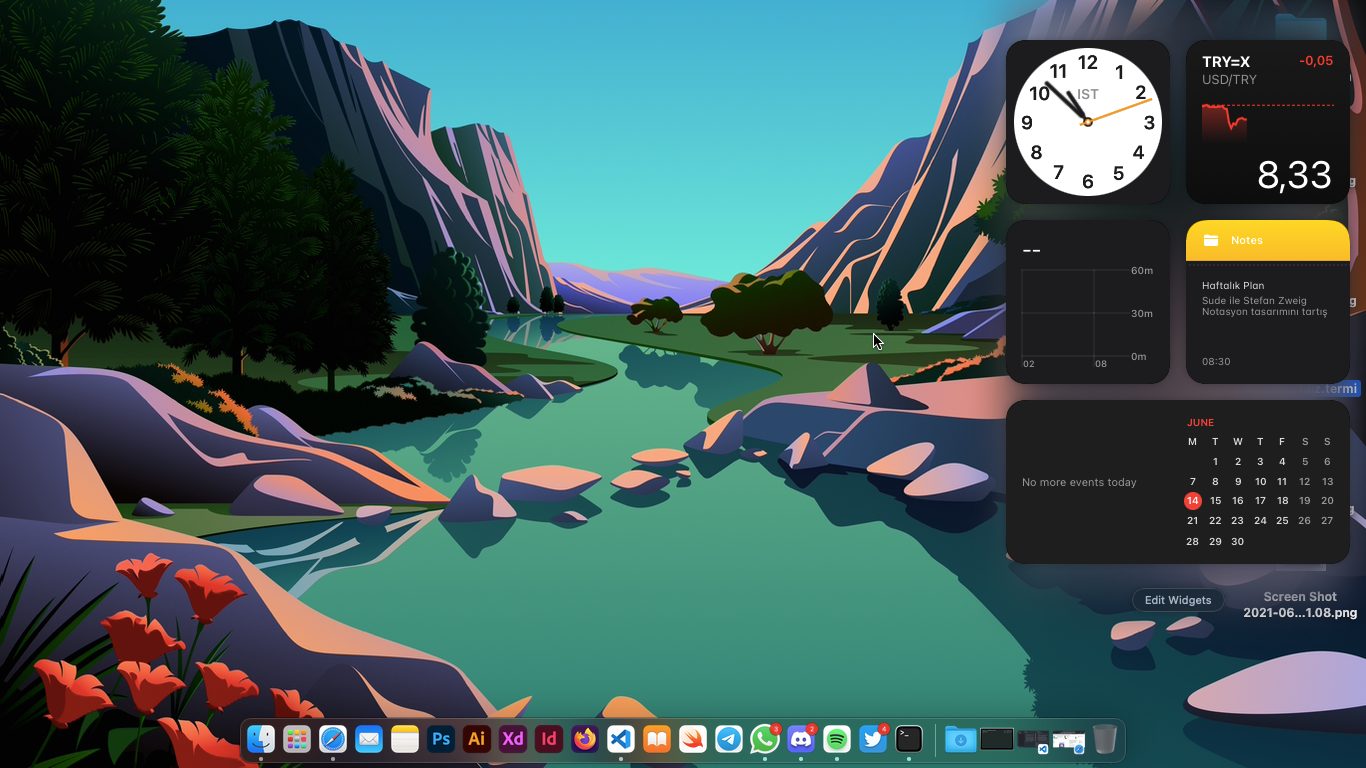 12
11
1
10
IST
2
9
3
8
4
7
5
6
TRY=X
-0,05
USD/TRY
8,33
--
60m
30m
0m
02
08
Notes
Haftalık Plan
Sude ile Stefan Zweig
Notasyon tasarımını tartış
08:30
termi
No more events today
JUNE
M T W T F S S
1 2 3 4 5 6
7 8 9 10 11 12 13
14 15 16 17 18 19 20
21 22 23 24 25 26 27
28 29 30
Edit Widgets
Screen Shot
2021-06...1.08.png
Ps
Ai
Xd
Id
3
2
4
>_